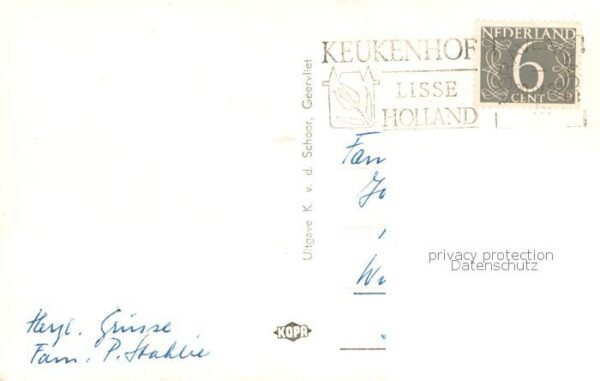 KEUKENHOF
LISSE
HOLLAND
NEDERLAND
6
CENT
Uitgave K. v. d. Schoor, Geervliet
Fam
privacy protection
Datenschutz
Herzl. Grüsse
Fam. P. Stahlie
KOPA